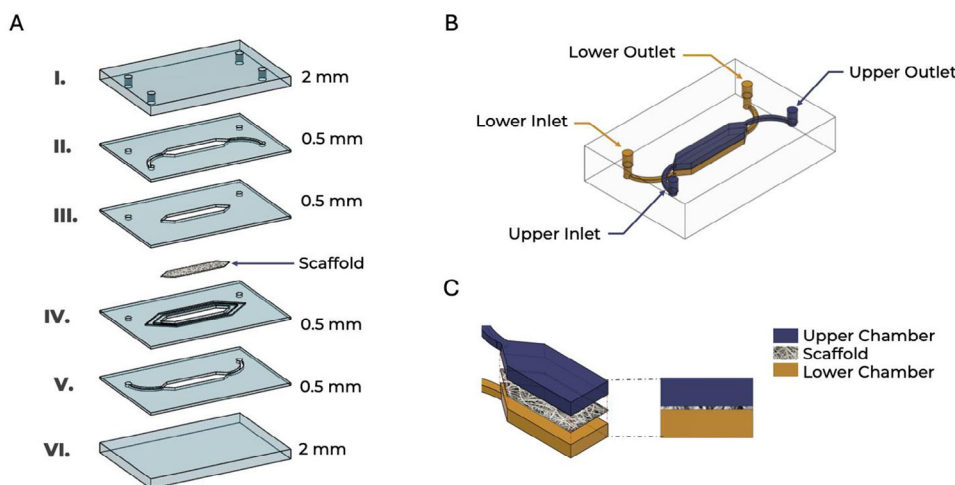 A
I.
2 mm
II.
0.5 mm
III.
0.5 mm
Scaffold
IV.
0.5 mm
V.
0.5 mm
VI.
2 mm
B
Lower Outlet
Upper Outlet
Lower Inlet
Upper Inlet
C
Upper Chamber
Scaffold
Lower Chamber